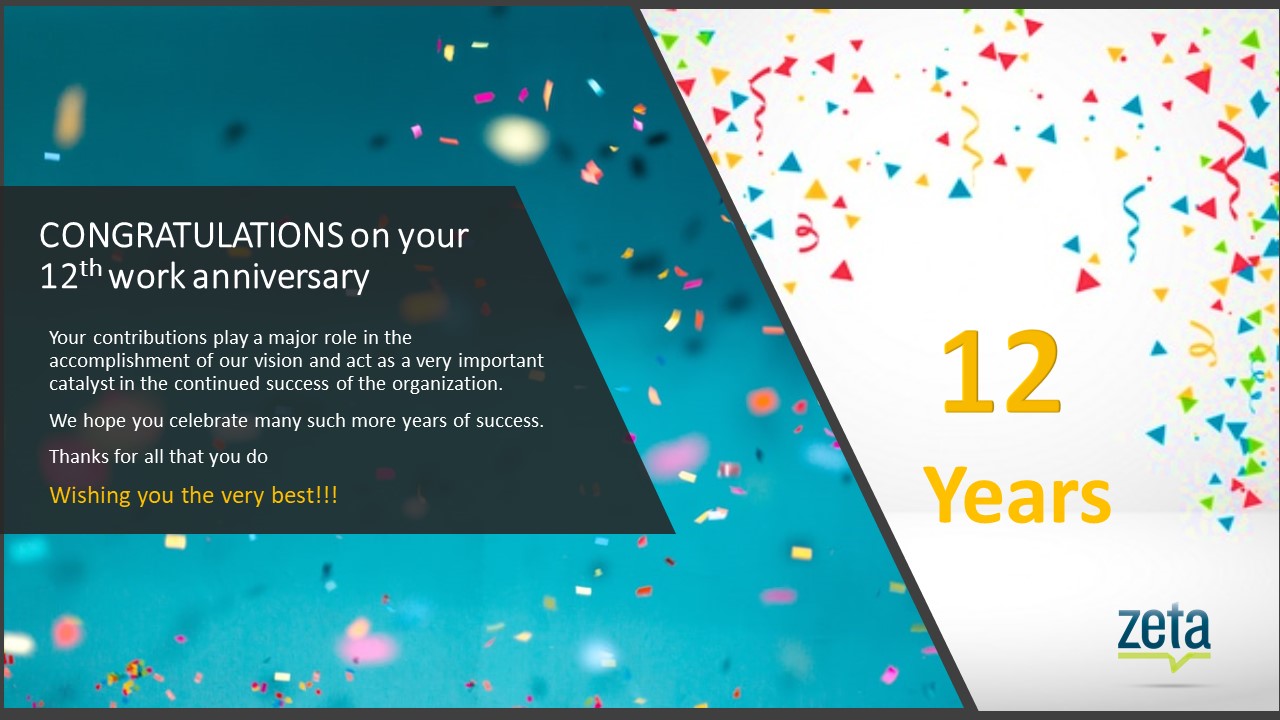 CONGRATULATIONS on your
12th work anniversary
Your contributions play a major role in the
accomplishment of our vision and act as a very important
catalyst in the continued success of the organization.
We hope you celebrate many such more years of success.
Thanks for all that you do
Wishing you the very best!!!
12
Years
zeta